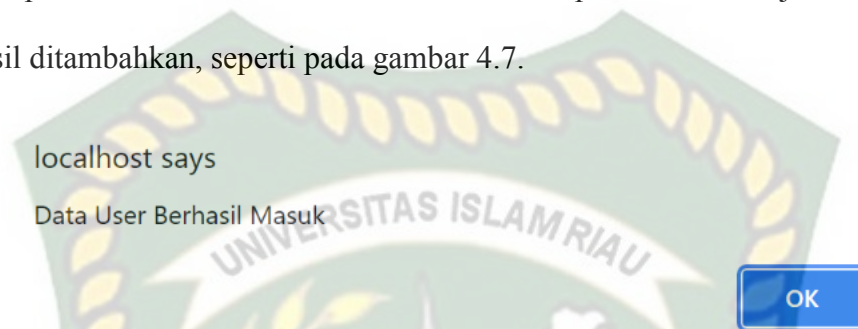 sil ditambahkan, seperti pada gambar 4.7.
localhost says
Data User Berhasil Masuk
UNIVERSITAS ISLAM RIAU
OK